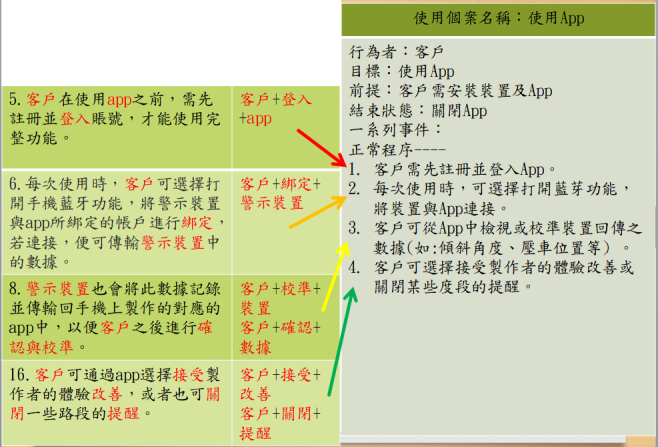 使用個案名稱：使用App
行為者：客戶
目標：使用App
前提：客戶需安裝裝置及App
結束狀態：關閉App
一系列事件：
正常程序----
1. 客戶需先註冊並登入App。
2. 每次使用時，可選擇打開藍芽功能，
將裝置與App連接。
3. 客戶可從App中檢視或校準裝置回傳之
數據(如:傾斜角度、壓車位置等) 。
4. 客戶可選擇接受製作者的體驗改善或
關閉某些度段的提醒。
5.客戶在使用app之前，需先
註冊並登入賬號，才能使用完
整功能。
客戶+登入
+app
6.每次使用時，客戶可選擇打
開手機藍牙功能，將警示裝置
與app所綁定的帳戶進行綁定，
若連接，便可傳輸警示裝置中
的數據。
客戶+綁定+
警示裝置
8.警示裝置也會將此數據記錄
並傳輸回手機上製作的對應的
app中，以便客戶之後進行確
認與校準。
客戶+校準+
裝置
客戶+確認+
數據
16.客戶可通過app選擇接受製
作者的體驗改善，或者也可關
閉一些路段的提醒。
客戶+接受+
改善
客戶+關閉+
提醒